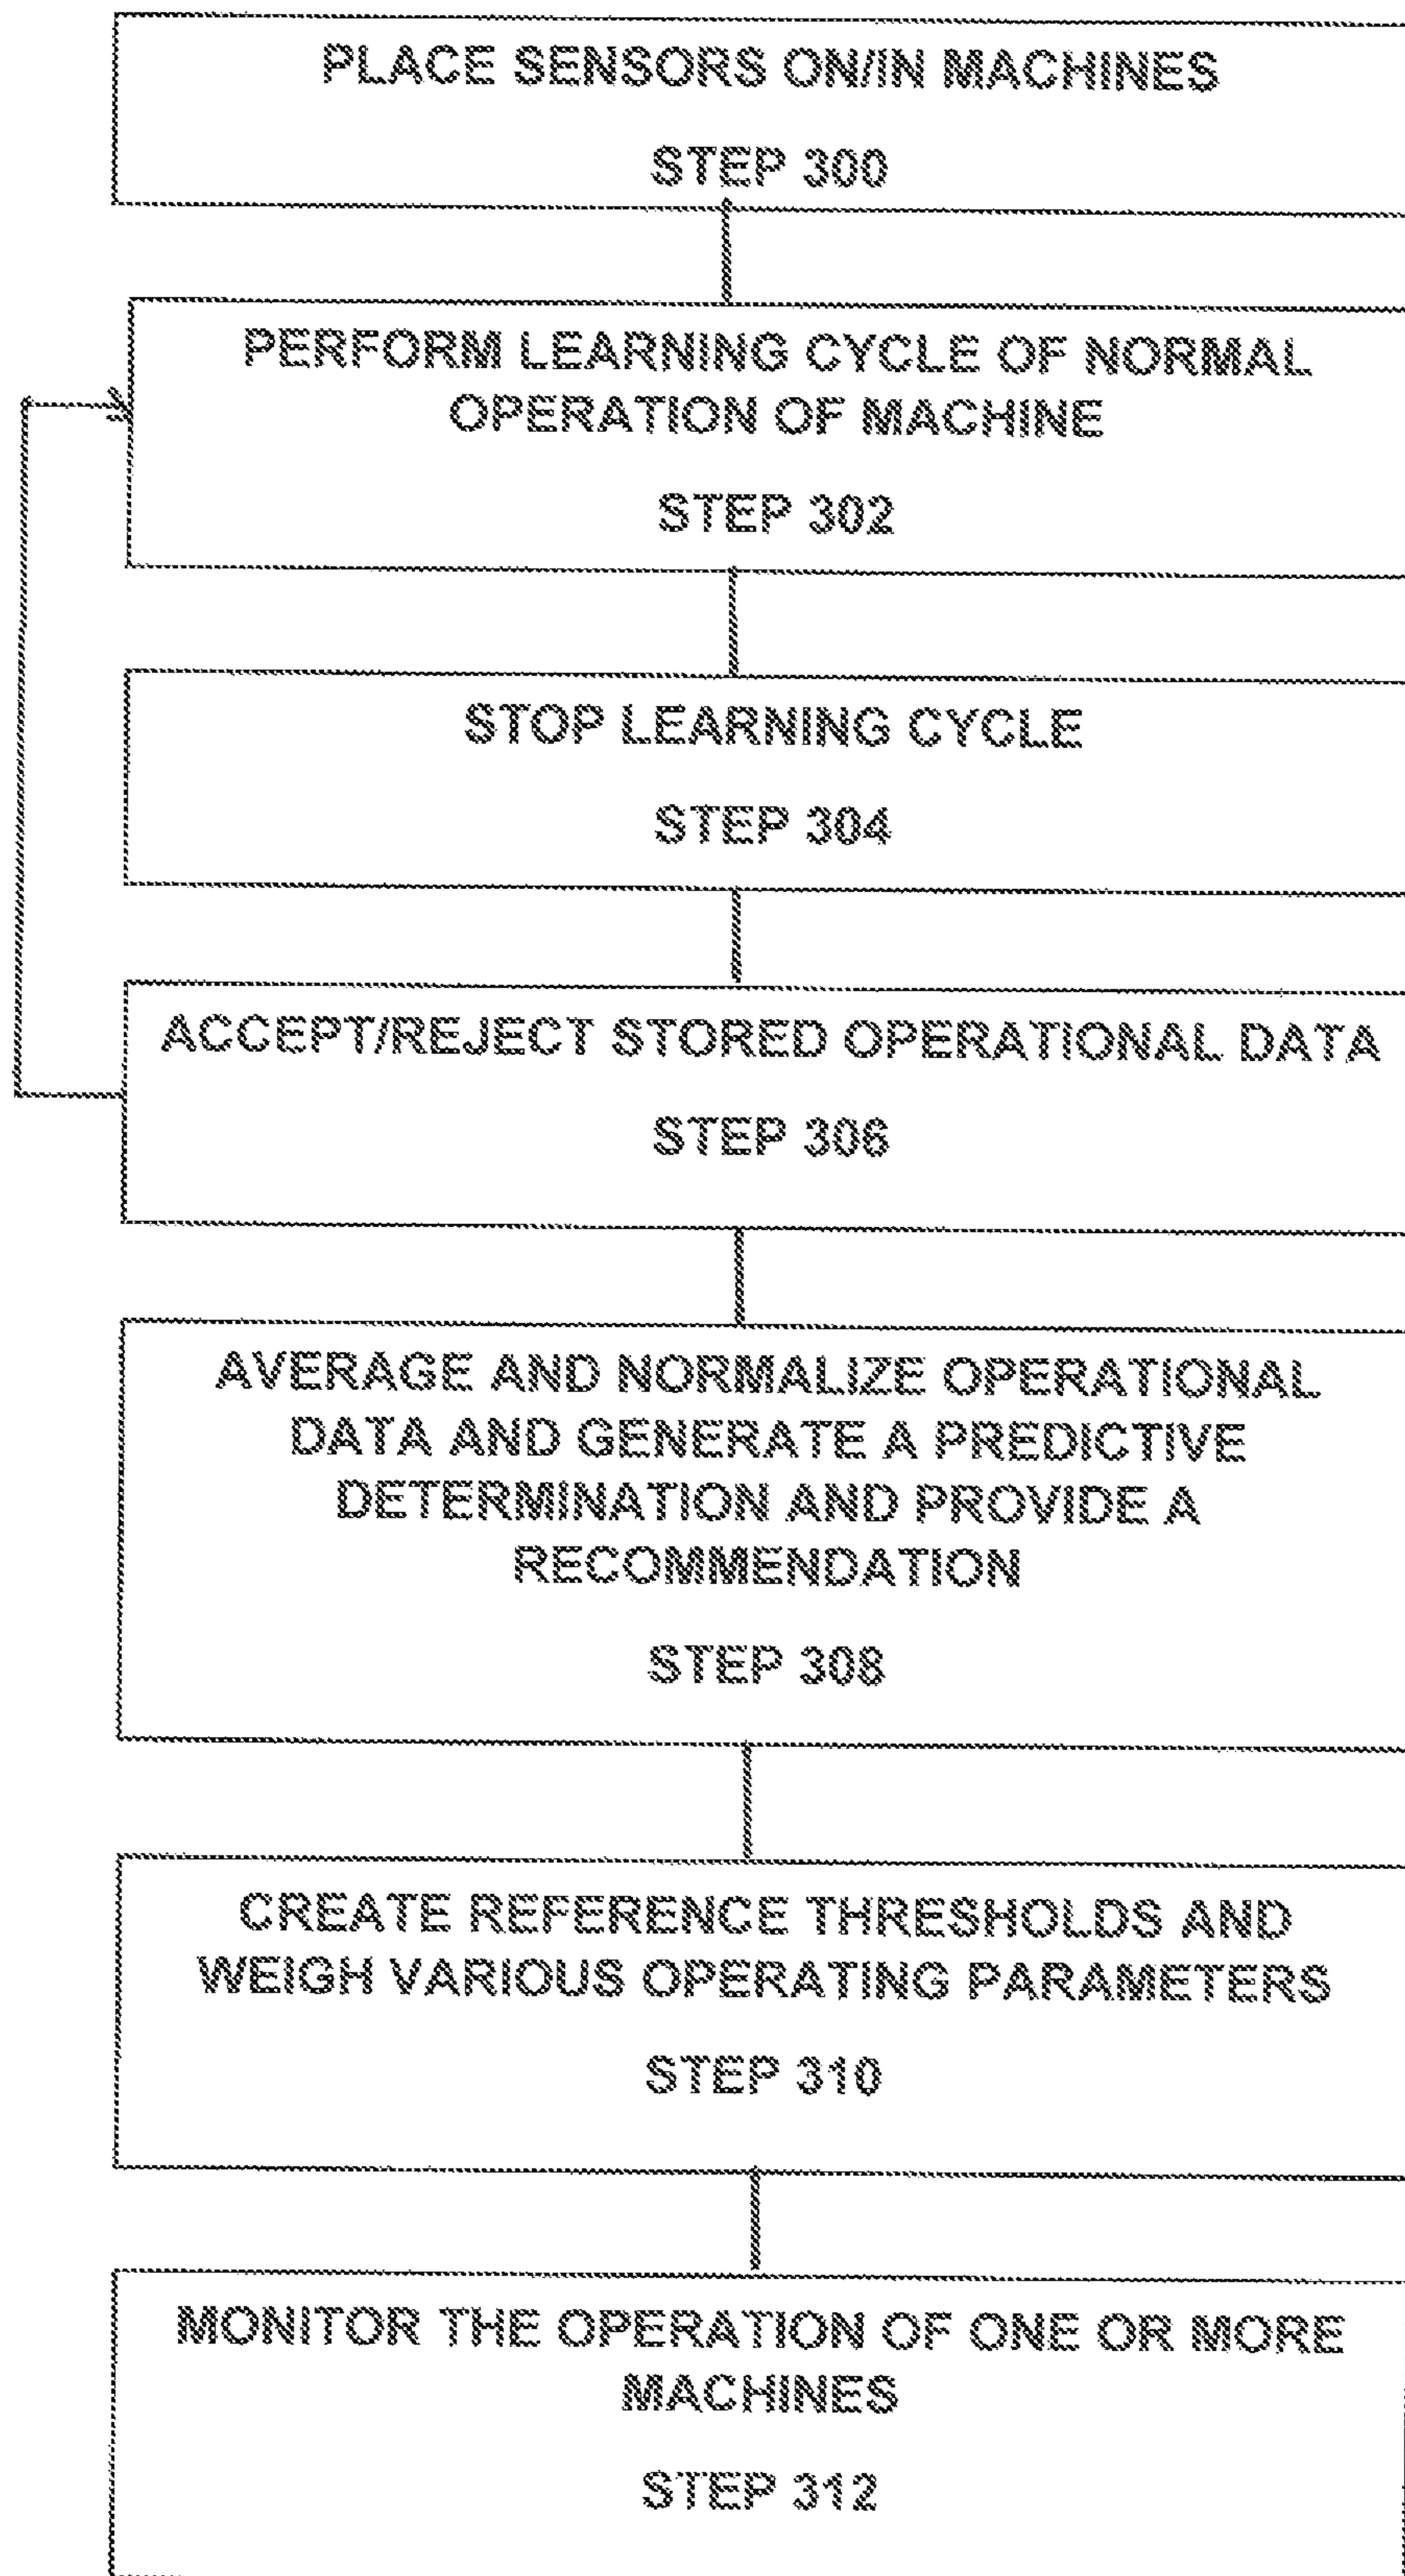 PLACE SENSORS ON/IN MACHINES
STEP 300
PERFORM LEARNING CYCLE OF NORMAL
OPERATION OF MACHINE
STEP 302
STOP LEARNING CYCLE
STEP 304
ACCEPT/REJECT STORED OPERATIONAL DATA
STEP 306
AVERAGE AND NORMALIZE OPERATIONAL
DATA AND GENERATE A PREDICTIVE
DETERMINATION AND PROVIDE A
RECOMMENDATION
STEP 308
CREATE REFERENCE THRESHOLDS AND
WEIGH VARIOUS OPERATING PARAMETERS
STEP 310
MONITOR THE OPERATION OF ONE OR MORE
MACHINES
STEP 312